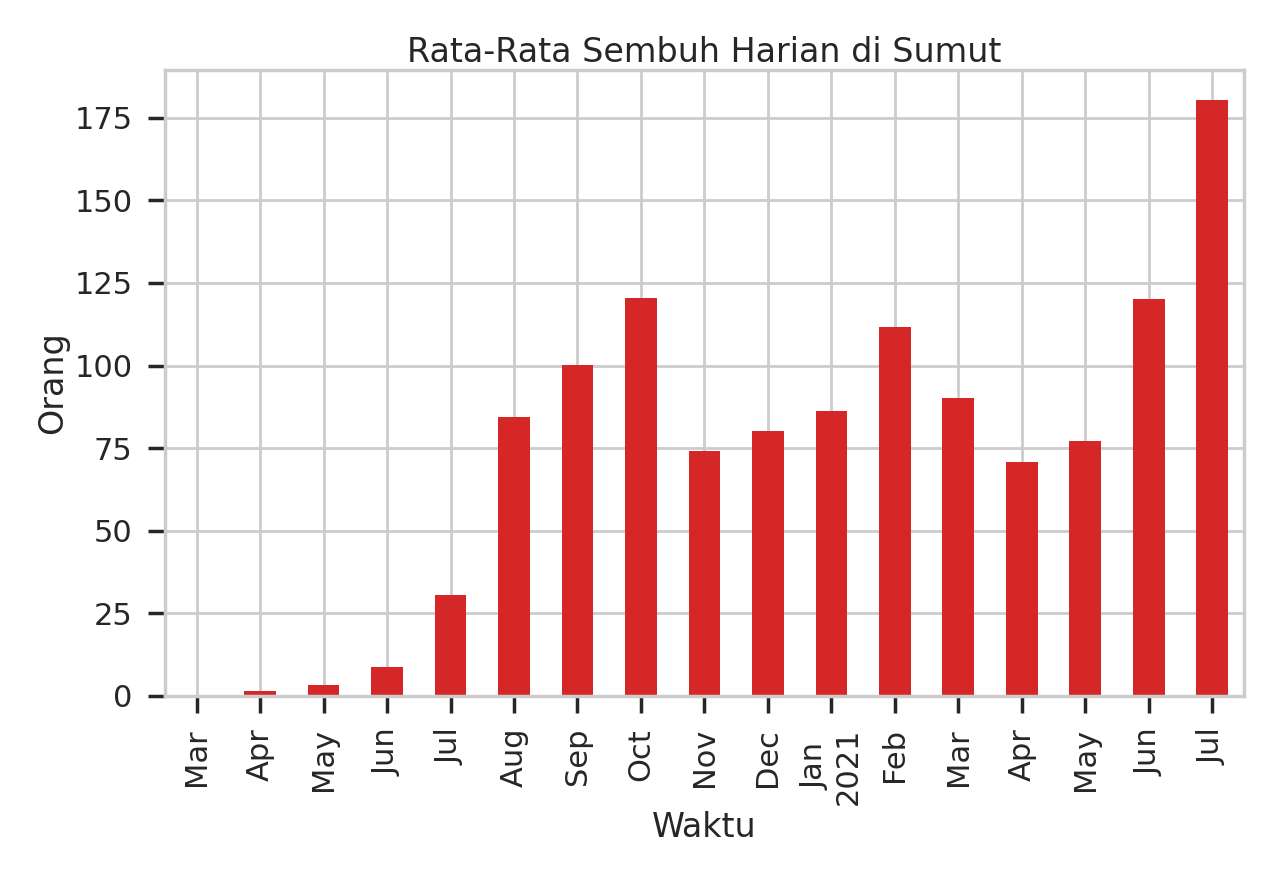 Rata-Rata Sembuh Harian di Sumut
175
150
125
100
75
50
25
0
Orang
Mar
Apr
May
Jun
Jul
Aug
Sep
Oct
Nov
Dec
Jan
2021
Feb
Mar
Apr
May
Jun
Jul
Waktu